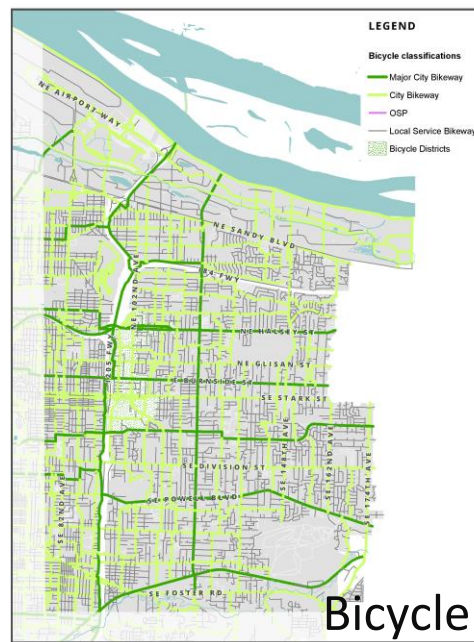 LEGEND
Bicycle classifications
Major City Bikeway
City Bikeway
OSP
Local Service Bikeway
Bicycle Districts
NE AIRPORT WAY
NE SANDY BLVD
NE 102ND AVE
84 FWY
NE HALSEY ST
205 FWY
NE GLISAN ST
E BURNSIDE ST
SE STARK ST
SE 82ND AVE
SE 148TH AVE
SE 162ND AVE
SE 174TH AVE
SE DIVISION ST
SE POWELL BLVD
SE FOSTER RD
Bicycle